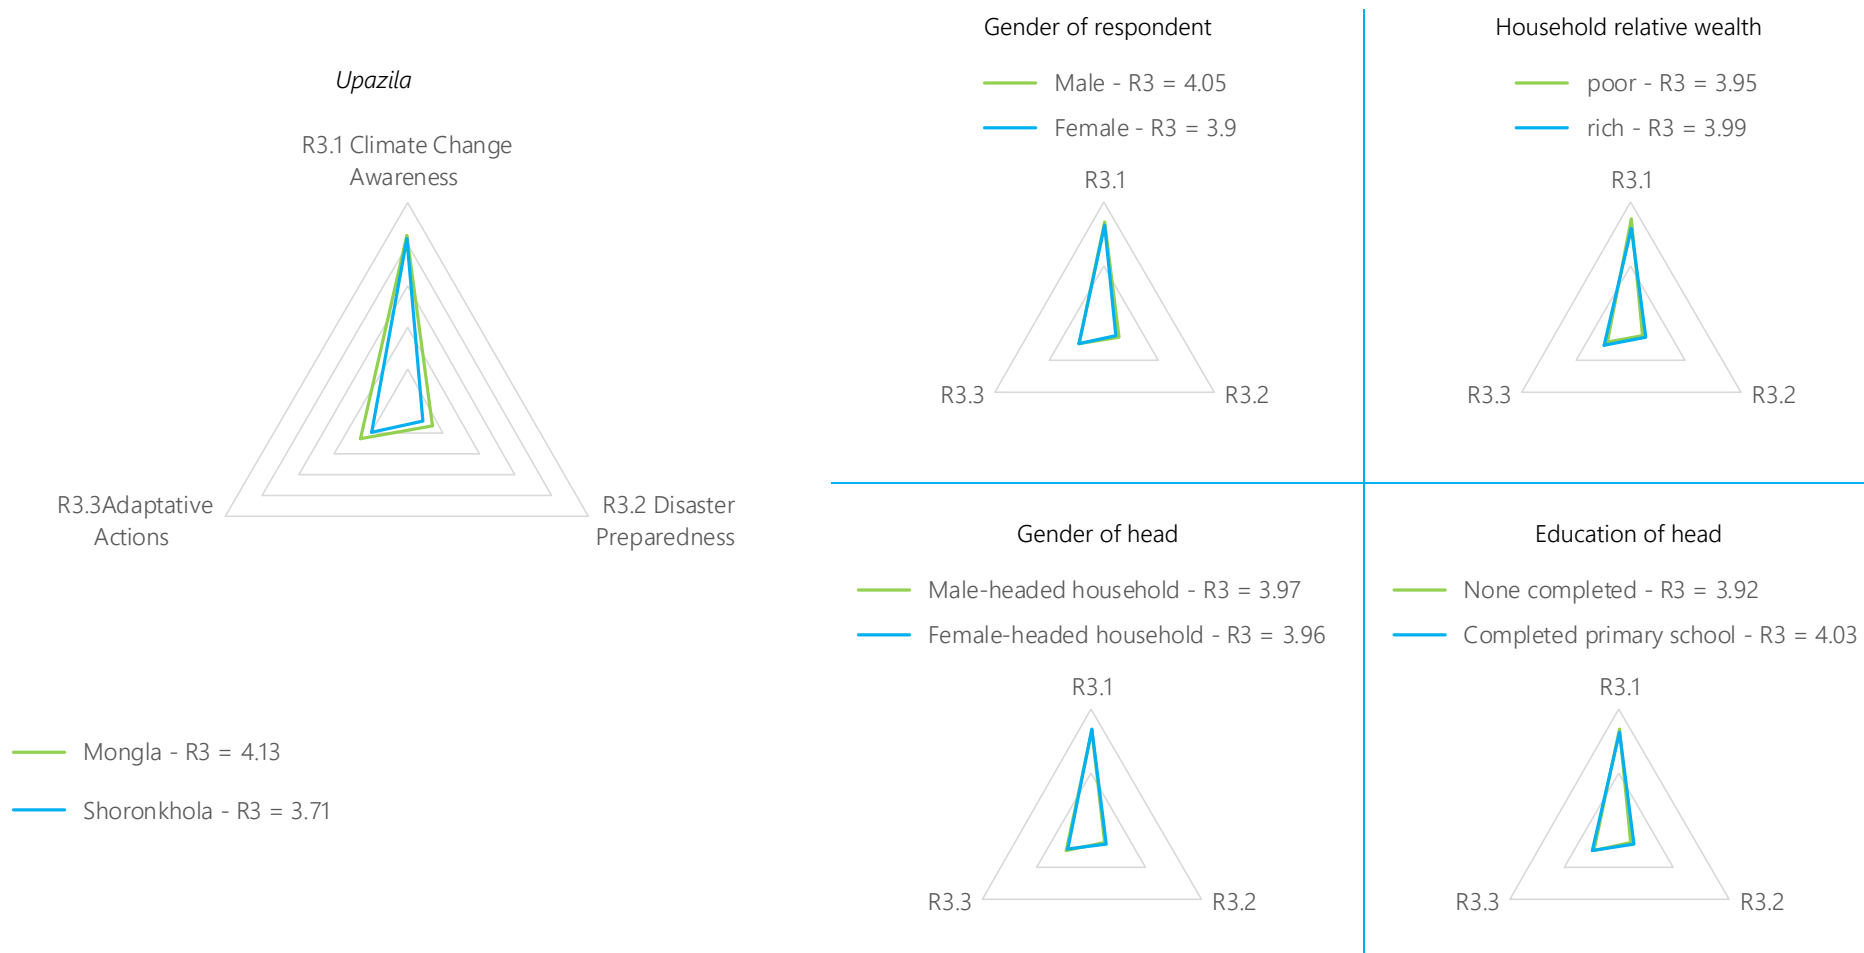 Upazila
R3.1 Climate Change
Awareness
R3.3Adaptative
Actions
R3.2 Disaster
Preparedness
Mongla - R3 = 4.13
Shoronkhola - R3 = 3.71
Gender of respondent
Male - R3 = 4.05
Female - R3 = 3.9
R3.1
R3.3
R3.2
Household relative wealth
poor - R3 = 3.95
rich - R3 = 3.99
R3.1
R3.3
R3.2
Gender of head
Male-headed household - R3 = 3.97
Female-headed household - R3 = 3.96
R3.1
R3.3
R3.2
Education of head
None completed - R3 = 3.92
Completed primary school - R3 = 4.03
R3.1
R3.3
R3.2